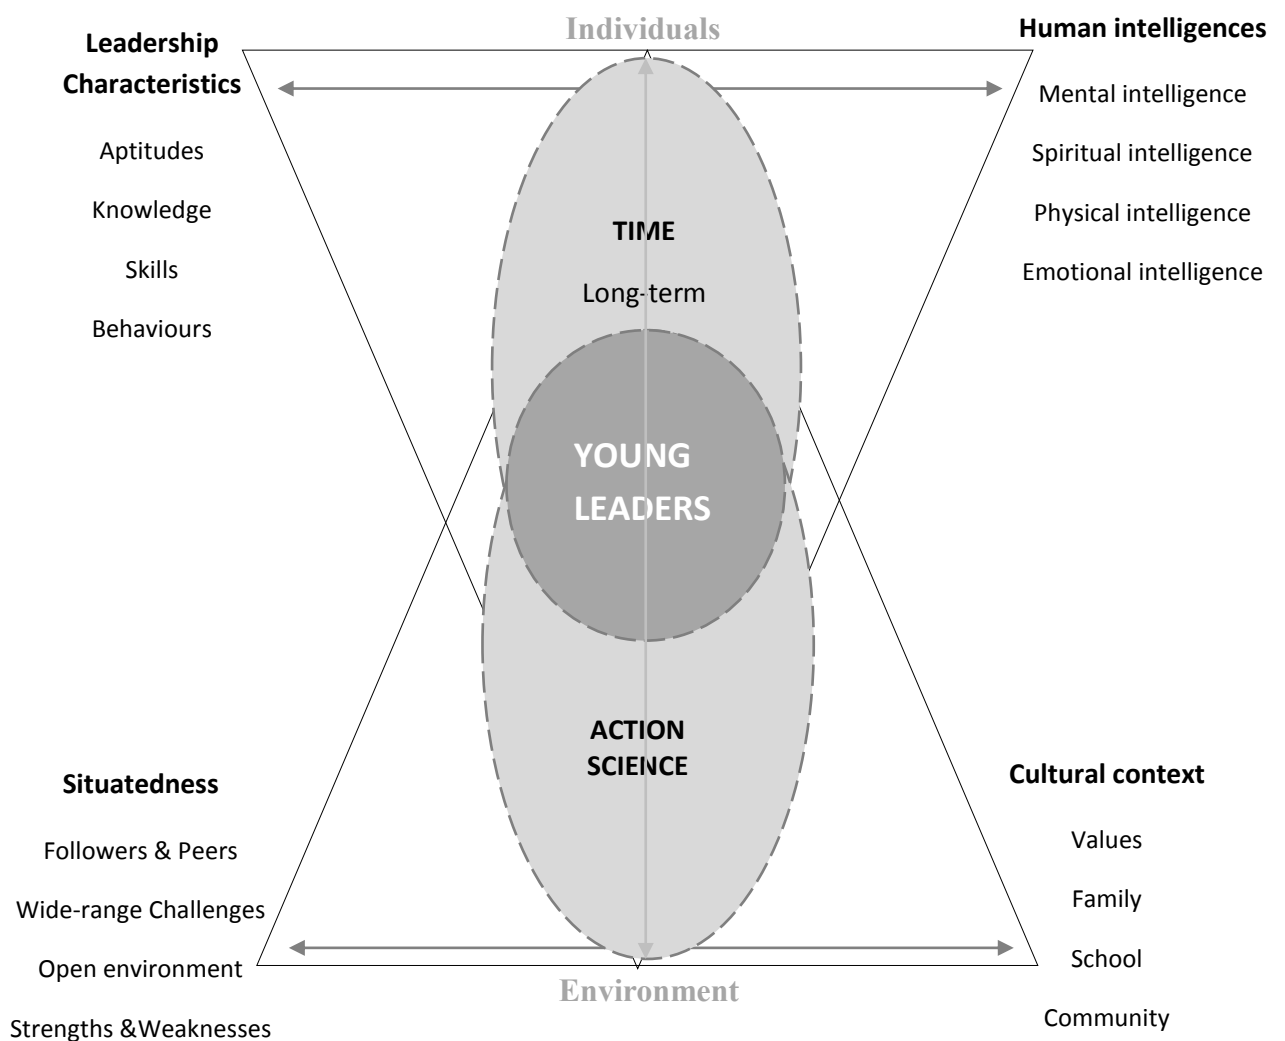 Individuals
Leadership
Characteristics
Aptitudes
Knowledge
Skills
Behaviours
Human intelligences
Mental intelligence
Spiritual intelligence
Physical intelligence
Emotional intelligence
TIME
Long-term
YOUNG
LEADERS
ACTION
SCIENCE
Situatedness
Followers & Peers
Wide-range Challenges
Open environment
Strengths &Weaknesses
Cultural context
Values
Family
School
Community
Environment